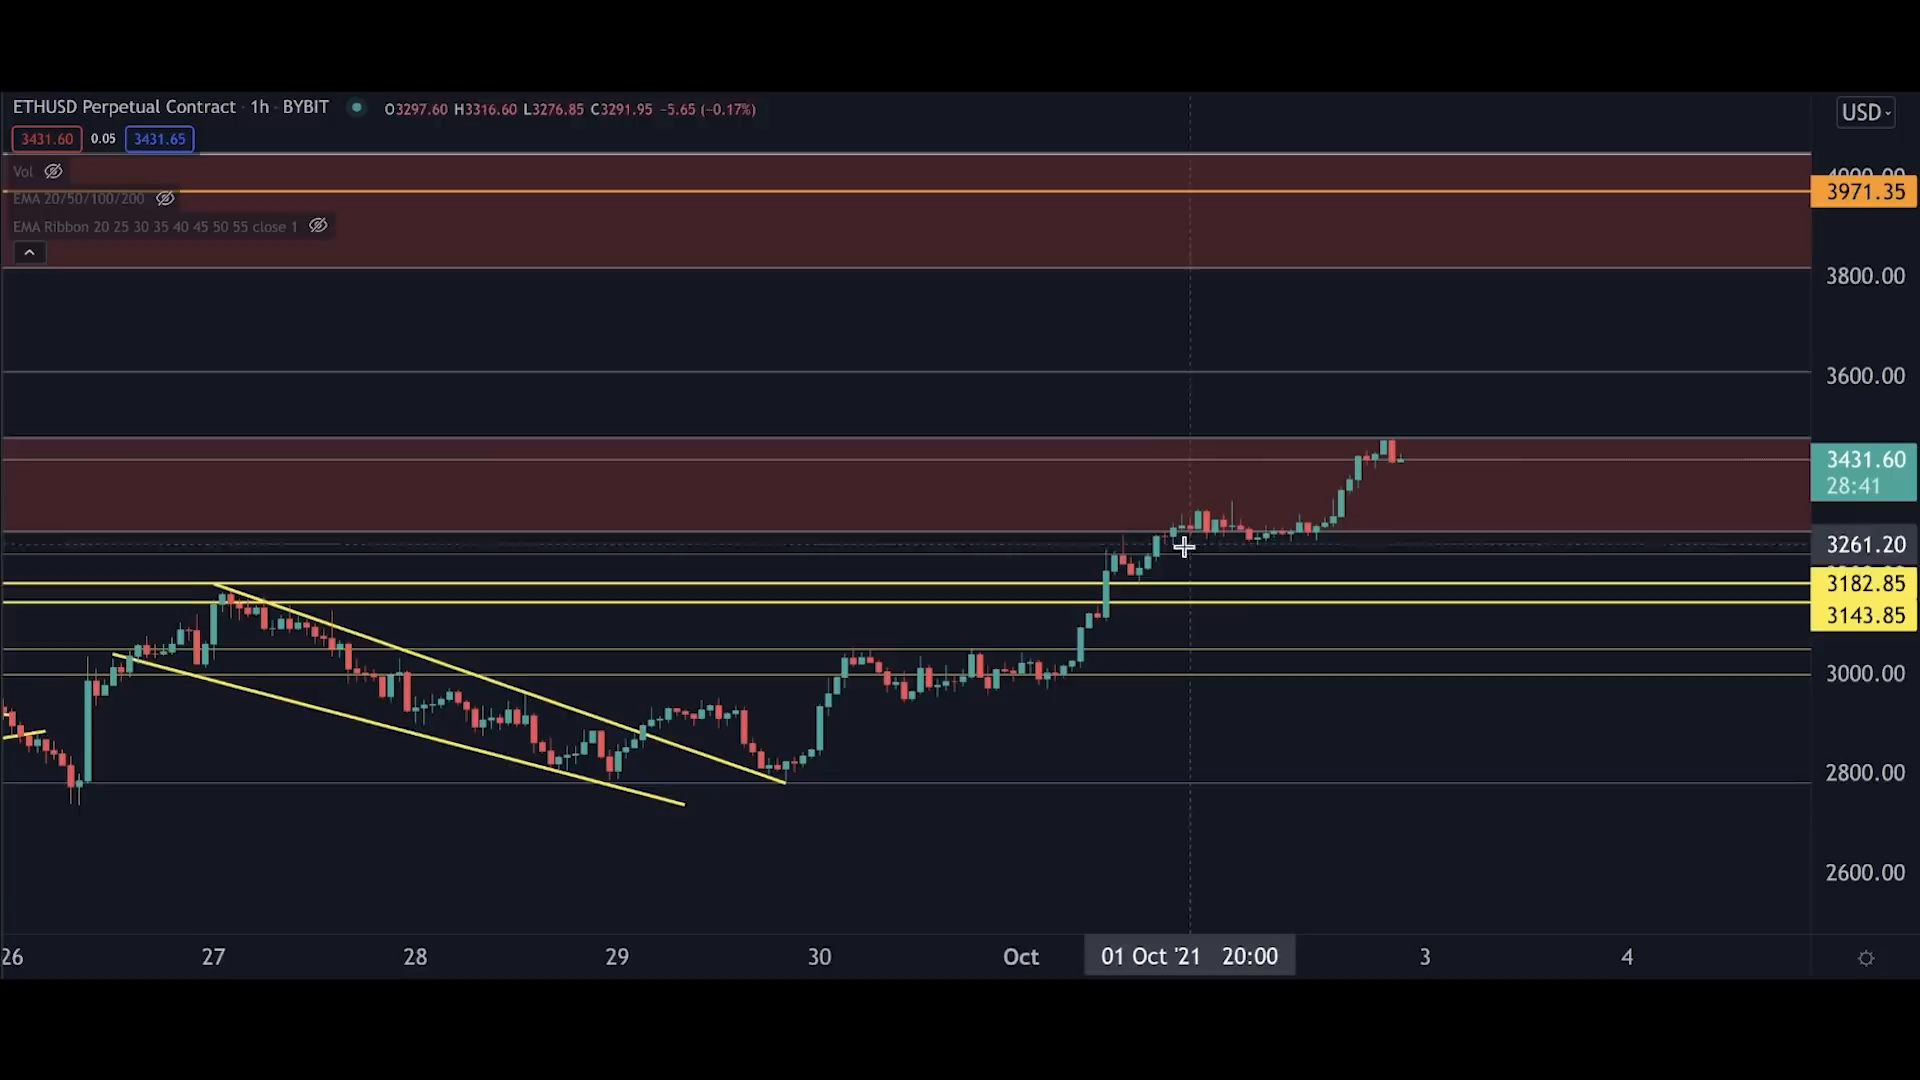 ETHUSD Perpetual Contract · 1h · BYBIT O3297.60 H3316.60 L3276.85 C3291.95 −5.65 (−0.17%)
USD
3431.60 0.05 3431.65
Vol
4000.00
3971.35
EMA 20/50/100/200
EMA Ribbon 20 25 30 35 40 45 50 55 close 1
3800.00
3600.00
3431.60
28:41
3261.20
3182.85
3143.85
3000.00
2800.00
2600.00
26 27 28 29 30 Oct 01 Oct '21 20:00 3 4